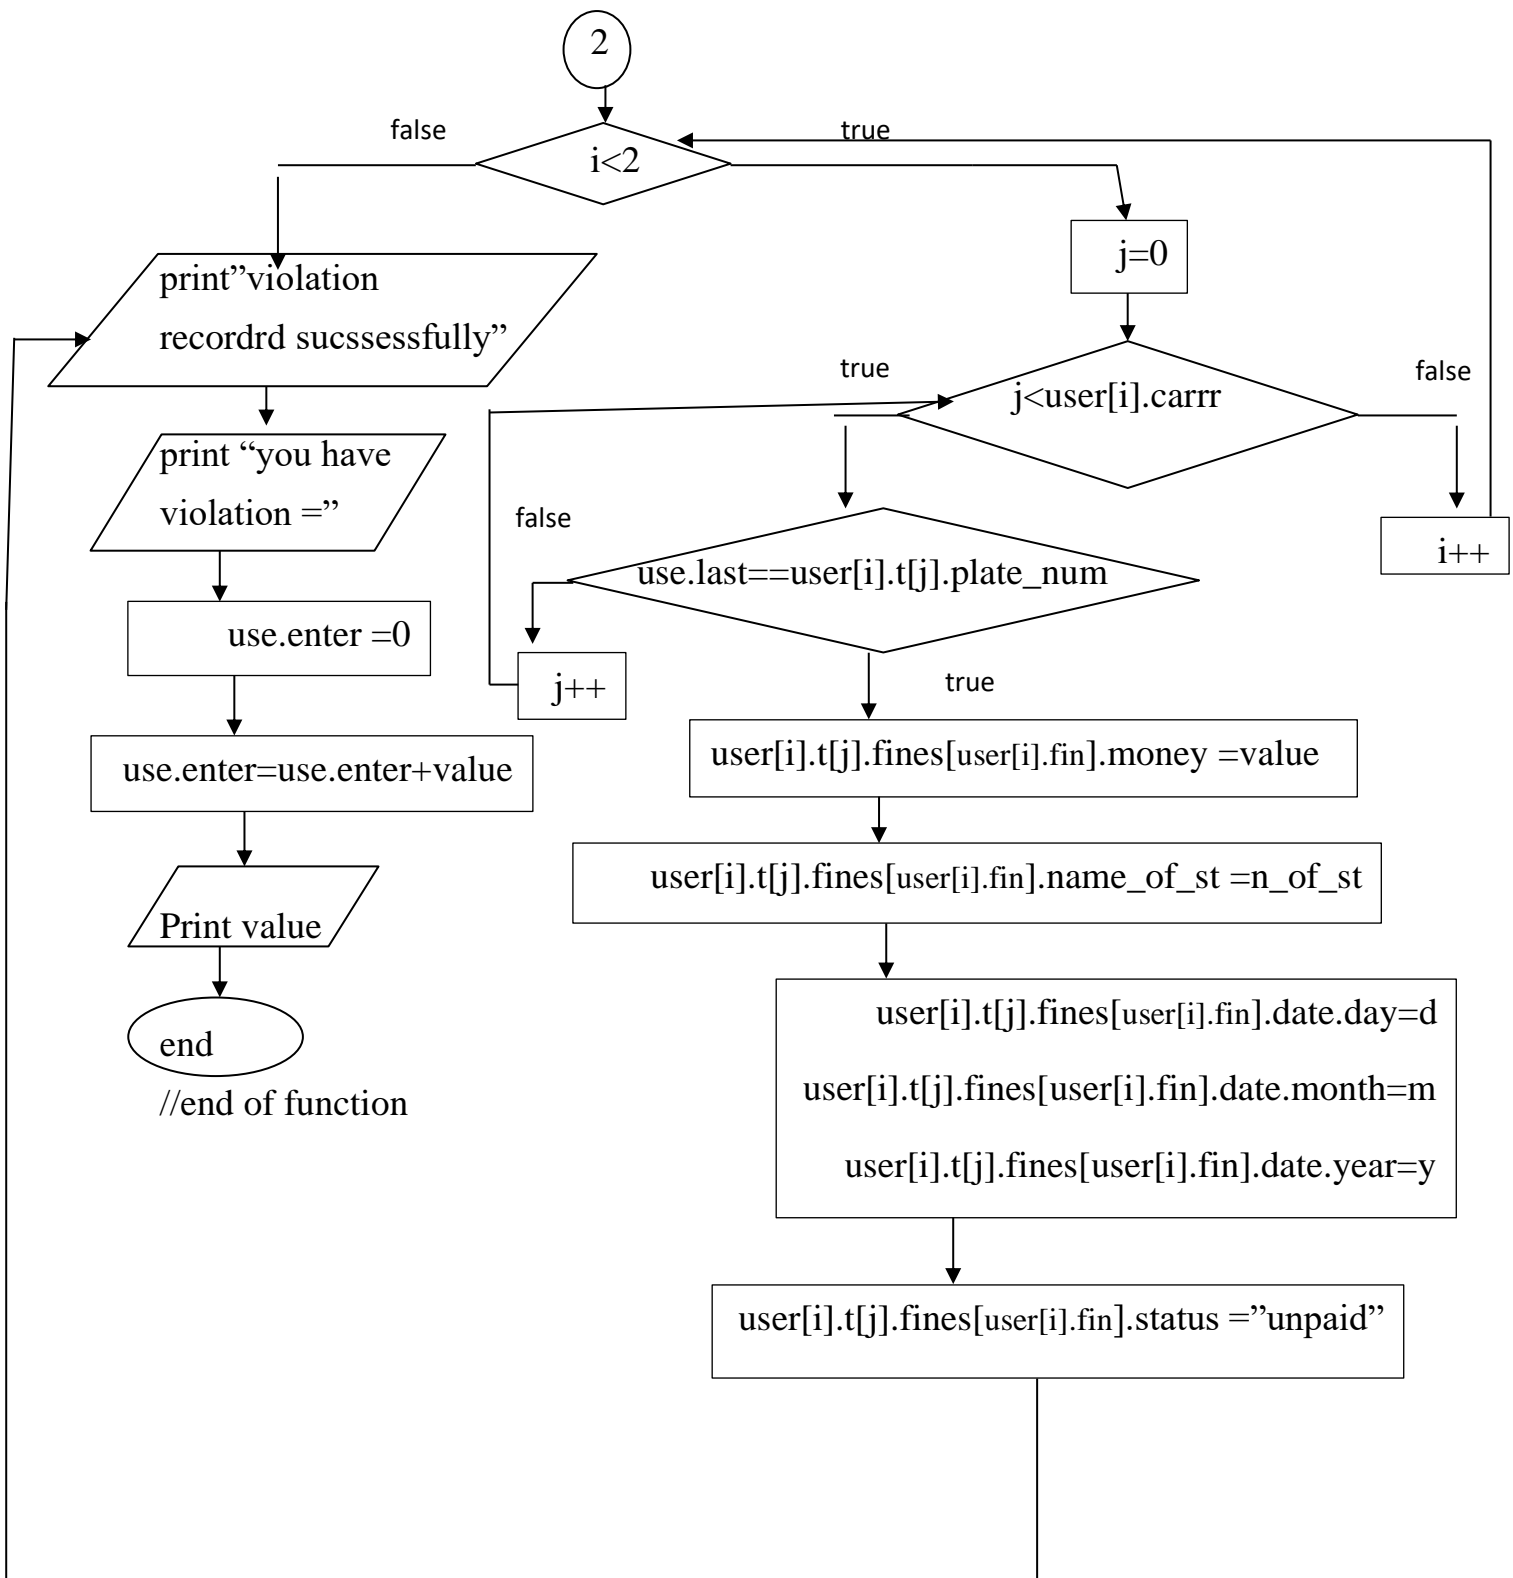 2
false
true
i<2
j=0
print”violation
recordrd sucssessfully”
true
false
j<user[i].carrr
print “you have
violation =”
false
use.last==user[i].t[j].plate_num
i++
use.enter =0
j++
true
user[i].t[j].fines[user[i].fin].money =value
use.enter=use.enter+value
user[i].t[j].fines[user[i].fin].name_of_st =n_of_st
Print value
user[i].t[j].fines[user[i].fin].date.day=d
end
user[i].t[j].fines[user[i].fin].date.month=m
//end of function
user[i].t[j].fines[user[i].fin].date.year=y
user[i].t[j].fines[user[i].fin].status =”unpaid”